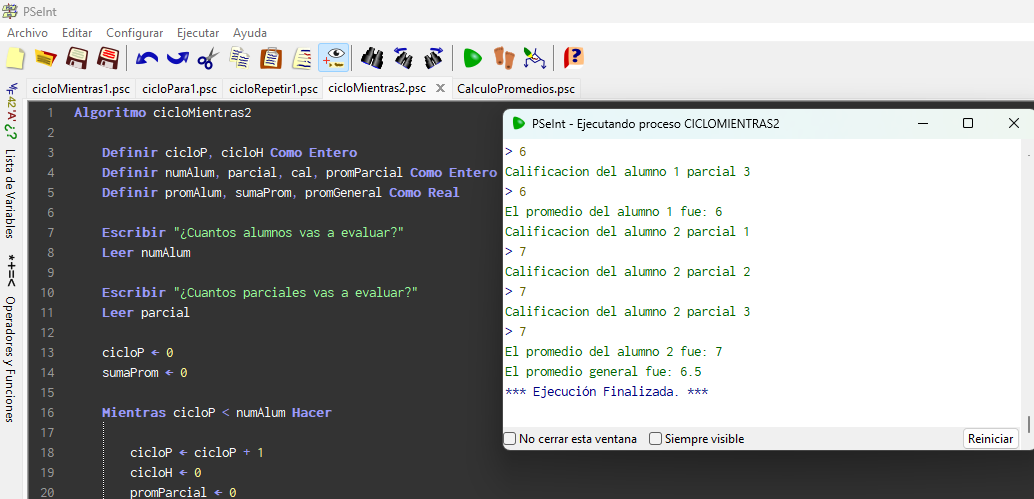 PSeInt
Archivo Editar Configurar Ejecutar Ayuda
cicloMientras1.psc cicloPara1.psc cicloRepetir1.psc cicloMientras2.psc CalculoPromedios.psc
Lista de Variables
*+=< Operadores y Funciones
1 Algoritmo cicloMientras2
2
3 Definir cicloP, cicloH Como Entero
4 Definir numAlum, parcial, cal, promParcial Como Entero
5 Definir promAlum, sumaProm, promGeneral Como Real
6
7 Escribir "¿Cuantos alumnos vas a evaluar?"
8 Leer numAlum
9
10 Escribir "¿Cuantos parciales vas a evaluar?"
11 Leer parcial
12
13 cicloP ← 0
14 sumaProm ← 0
15
16 Mientras cicloP < numAlum Hacer
17
18 cicloP ← cicloP + 1
19 cicloH ← 0
20 promParcial ← 0
PSeInt - Ejecutando proceso CICLOMIENTRAS2
> 6
Calificacion del alumno 1 parcial 3
> 6
El promedio del alumno 1 fue: 6
Calificacion del alumno 2 parcial 1
> 7
Calificacion del alumno 2 parcial 2
> 7
Calificacion del alumno 2 parcial 3
> 7
El promedio del alumno 2 fue: 7
El promedio general fue: 6.5
*** Ejecución Finalizada. ***
No cerrar esta ventana Siempre visible Reiniciar